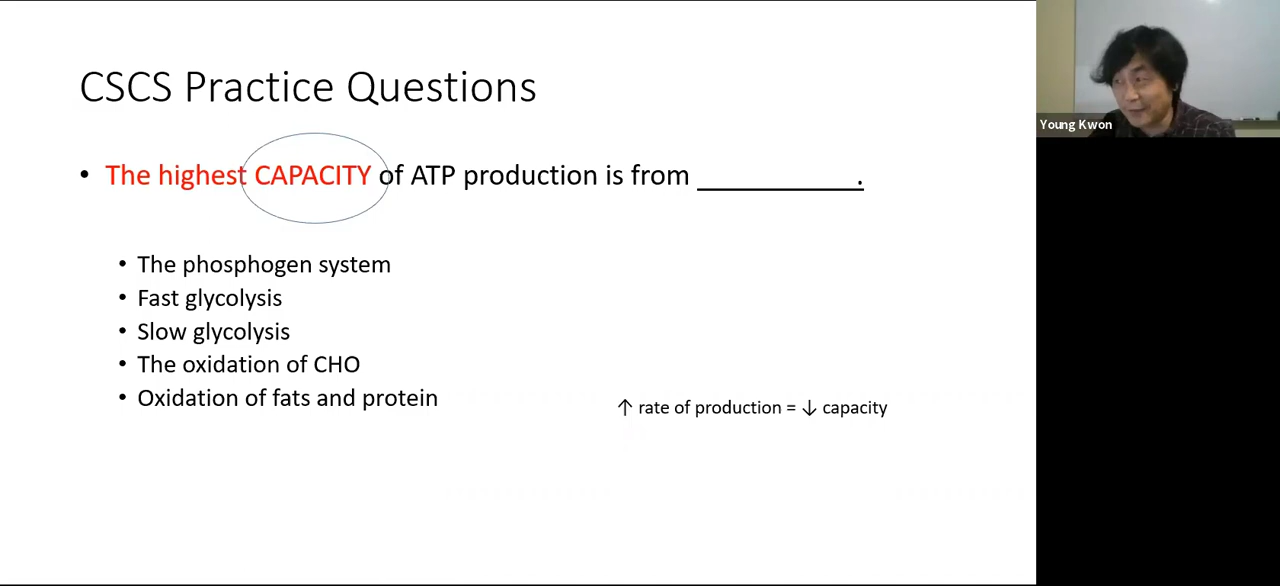 CSCS Practice Questions
• The highest CAPACITY of ATP production is from ____________.
• The phosphogen system
• Fast glycolysis
• Slow glycolysis
• The oxidation of CHO
• Oxidation of fats and protein
↑ rate of production = ↓ capacity
Young Kwon